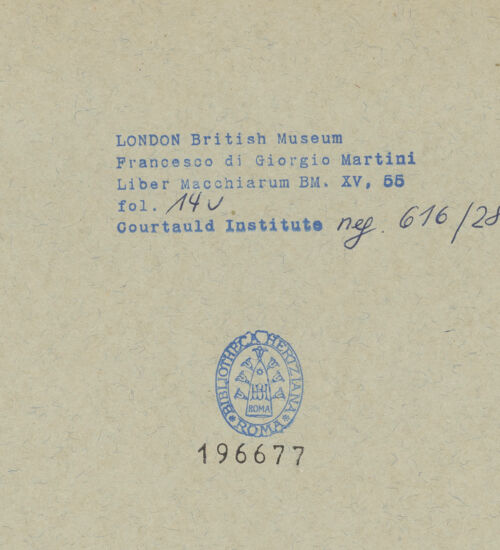 LONDON British Museum
Francesco di Giorgio Martini
Liber Macchiarum BM. XV, 55
fol. 14v
Courtauld Institute neg. 616/28
BIBLIOTHECA HERTZIANA
ROMA
ROMA
196677